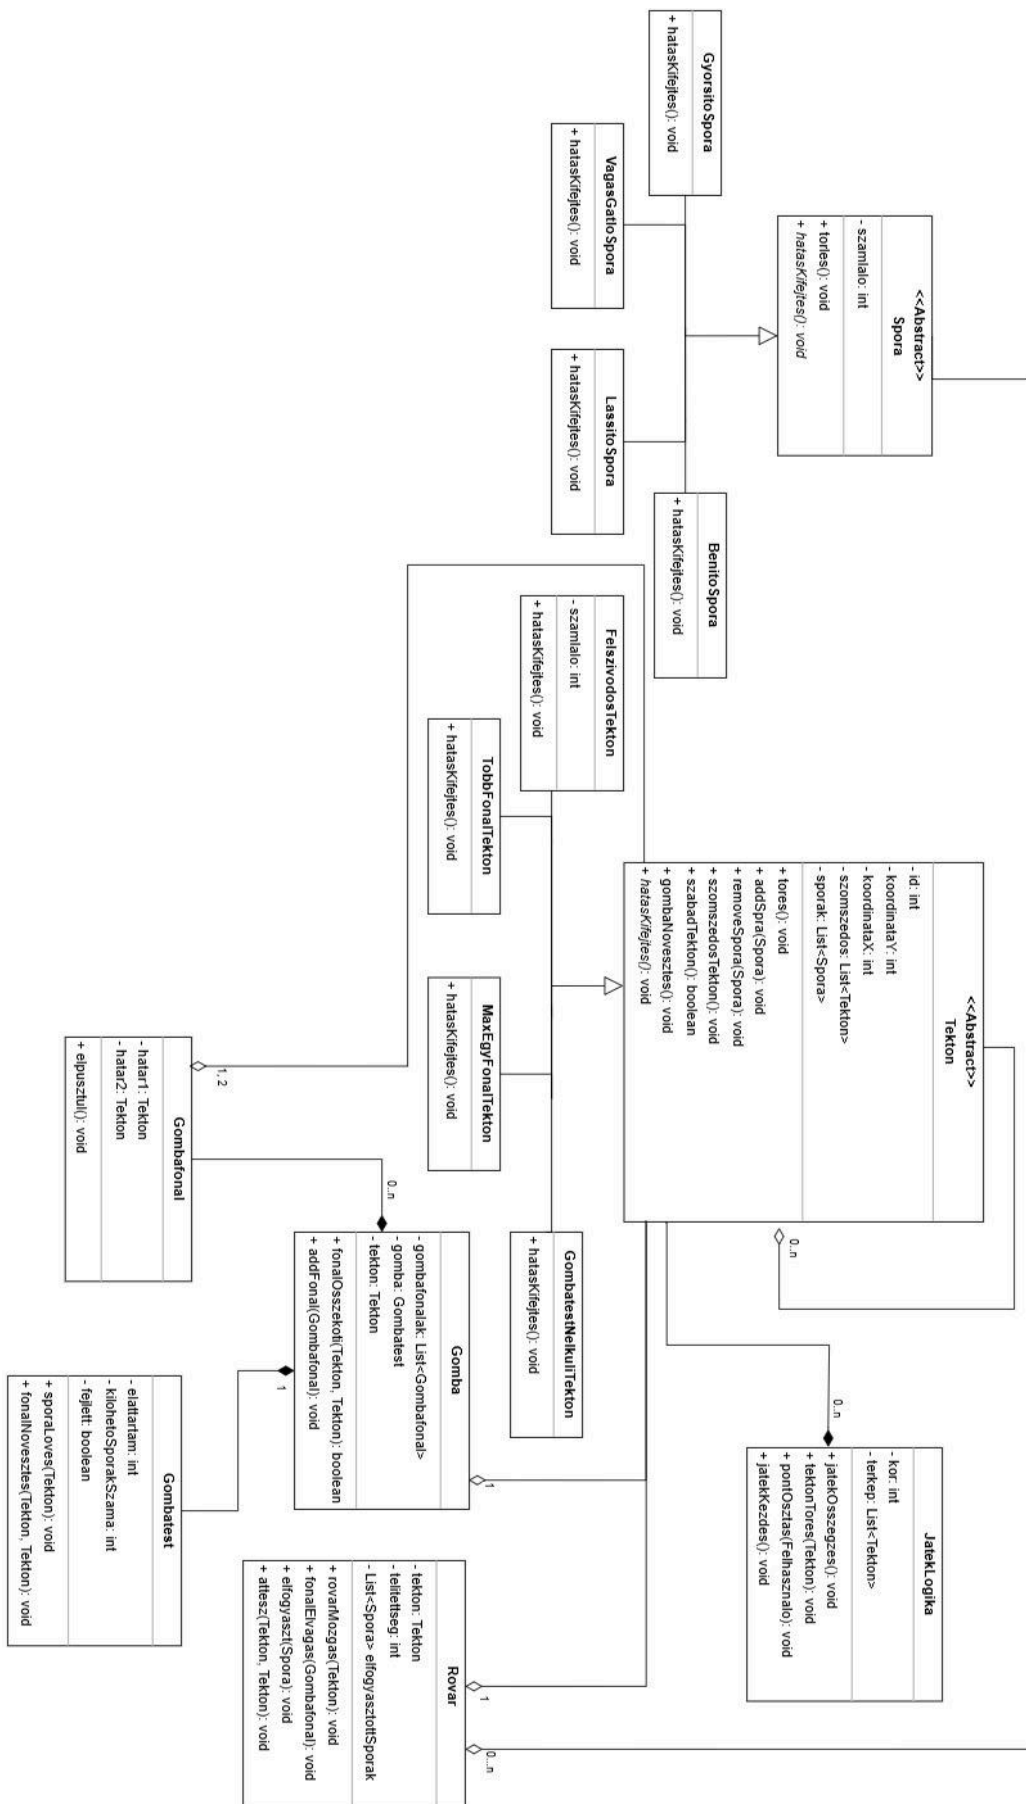 <<Abstract>>
Spora
- szamlalo: int
+ torles(): void
+ hatasKifejtes(): void
GyorsitoSpora
+ hatasKifejtes(): void
VagasGatloSpora
+ hatasKifejtes(): void
LassitoSpora
+ hatasKifejtes(): void
BenitoSpora
+ hatasKifejtes(): void
<<Abstract>>
Tekton
- id: int
- koordinataY: int
- koordinataX: int
- szomszedos: List<Tekton>
- sporak: List<Spora>
+ tores(): void
+ addSpra(Spora): void
+ removeSpora(Spora): void
+ szomszedosTekton(): void
+ szabadTekton(): boolean
+ gombaNovesztes(): void
+ hatasKifejtes(): void
0..n
FelszivodosTekton
- szamlalo: int
+ hatasKifejtes(): void
TobbFonalTekton
+ hatasKifejtes(): void
MaxEgyFonalTekton
+ hatasKifejtes(): void
GombatestNelkuliTekton
+ hatasKifejtes(): void
JatekLogika
- kor: int
- terkep: List<Tekton>
+ jatekOsszegzes(): void
+ tektonTores(Tekton): void
+ pontOsztas(Felhasznalo): void
+ jatekKezdes(): void
0..n
1, 2
Gombafonal
- hatar1: Tekton
- hatar2: Tekton
+ elpusztul(): void
0..n
Gomba
- gombafonalak: List<Gombafonal>
- gomba: Gombatest
- tekton: Tekton
+ fonalOsszekoti(Tekton, Tekton): boolean
+ addFonal(Gombafonal): void
1
1
Gombatest
- elattartam: int
- kilohetoSporakSzama: int
- fejlett: boolean
+ sporaLoves(Tekton): void
+ fonalNovesztes(Tekton, Tekton): void
Rovar
- tekton: Tekton
- telitettseg: int
- List<Spora> elfogyasztottSporak
+ rovarMozgas(Tekton): void
+ fonalElvagas(Gombafonal): void
+ elfogyaszt(Spora): void
+ attesz(Tekton, Tekton): void
1
0...n